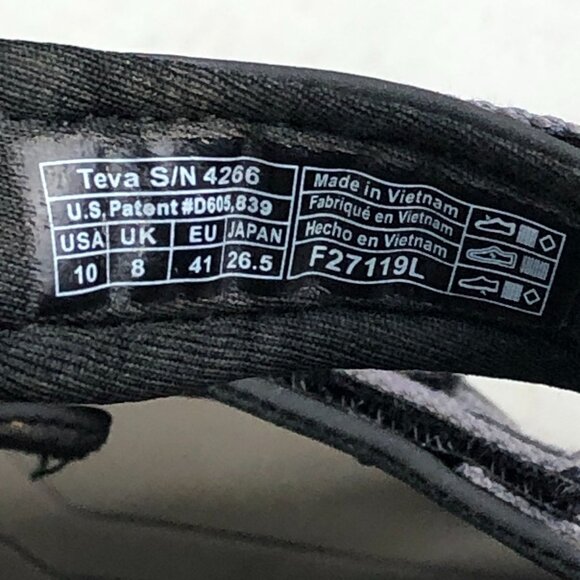 Teva S/N 4266
U.S. Patent #D605,839
USA UK EU JAPAN
10 8 41 26.5
Made in Vietnam
Fabriqué en Vietnam
Hecho en Vietnam
F27119L